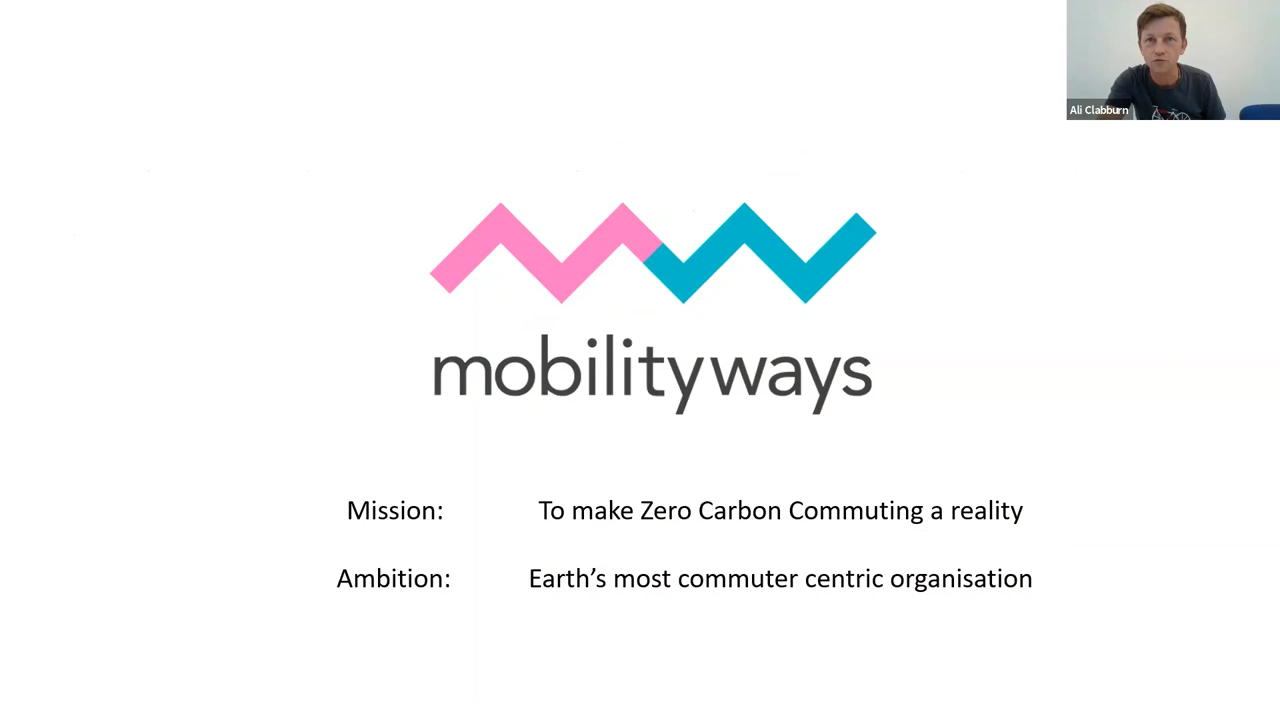 Ali Clabburn
mobilityways
Mission: To make Zero Carbon Commuting a reality
Ambition: Earth’s most commuter centric organisation